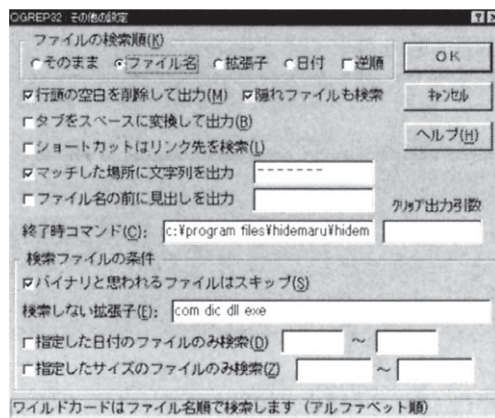 QGREP32 その他の設定
ファイルの検索順(K)
そのまま ファイル名 拡張子 日付 逆順
OK
行頭の空白を削除して出力(M) 隠れファイルも検索
キャンセル
タブをスペースに変換して出力(B)
ヘルプ(H)
ショートカットはリンク先を検索(L)
マッチした場所に文字列を出力 -------
ファイル名の前に見出しを出力
クリップ出力引数
終了時コマンド(C): c:¥program files¥hidemaru¥hidem
検索ファイルの条件
バイナリと思われるファイルはスキップ(S)
検索しない拡張子(E): com dic dll exe
指定した日付のファイルのみ検索(D) ~
指定したサイズのファイルのみ検索(Z) ~
ワイルドカードはファイル名順で検索します (アルファベット順)